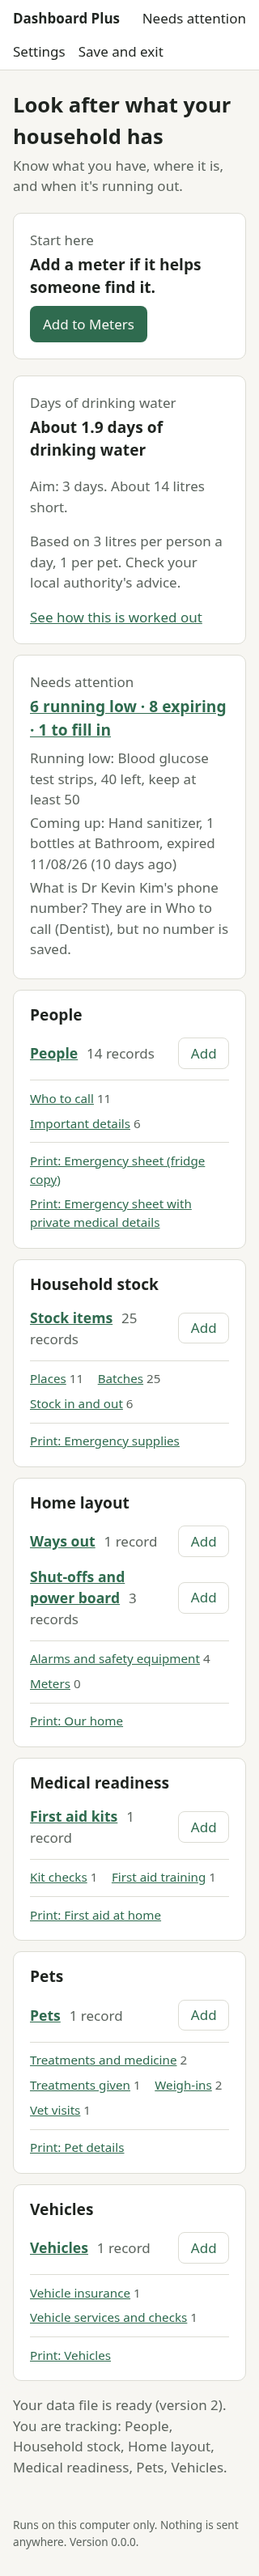 Dashboard Plus Needs attention
Settings Save and exit
Look after what your
household has
Know what you have, where it is,
and when it's running out.
Start here
Add a meter if it helps
someone find it.
Add to Meters
Days of drinking water
About 1.9 days of
drinking water
Aim: 3 days. About 14 litres
short.
Based on 3 litres per person a
day, 1 per pet. Check your
local authority's advice.
See how this is worked out
Needs attention
6 running low · 8 expiring
· 1 to fill in
Running low: Blood glucose
test strips, 40 left, keep at
least 50
Coming up: Hand sanitizer, 1
bottles at Bathroom, expired
11/08/26 (10 days ago)
What is Dr Kevin Kim's phone
number? They are in Who to
call (Dentist), but no number is
saved.
People
People 14 records Add
Who to call 11
Important details 6
Print: Emergency sheet (fridge
copy)
Print: Emergency sheet with
private medical details
Household stock
Stock items 25
records
Add
Places 11 Batches 25
Stock in and out 6
Print: Emergency supplies
Home layout
Ways out 1 record Add
Shut-offs and
power board 3
records
Add
Alarms and safety equipment 4
Meters 0
Print: Our home
Medical readiness
First aid kits 1
record
Add
Kit checks 1 First aid training 1
Print: First aid at home
Pets
Pets 1 record Add
Treatments and medicine 2
Treatments given 1 Weigh-ins 2
Vet visits 1
Print: Pet details
Vehicles
Vehicles 1 record Add
Vehicle insurance 1
Vehicle services and checks 1
Print: Vehicles
Your data file is ready (version 2).
You are tracking: People,
Household stock, Home layout,
Medical readiness, Pets, Vehicles.
Runs on this computer only. Nothing is sent
anywhere. Version 0.0.0.